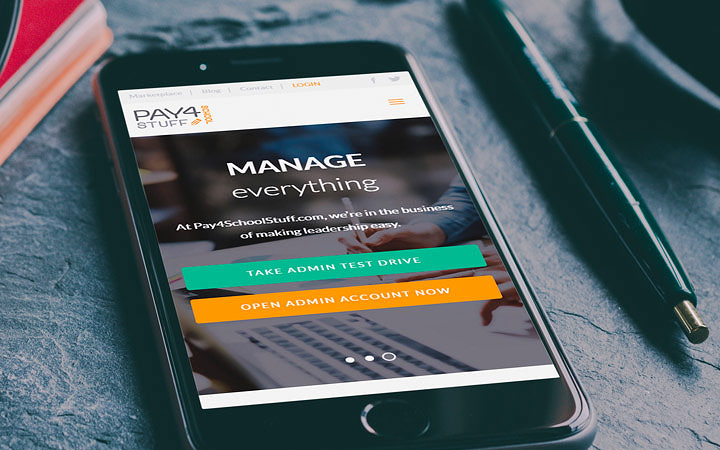 Marketplace | Blog | Contact | LOGIN
PAY4
SCHOOL
STUFF
MANAGE
everything
At Pay4SchoolStuff.com, we're in the business
of making leadership easy.
TAKE ADMIN TEST DRIVE
OPEN ADMIN ACCOUNT NOW